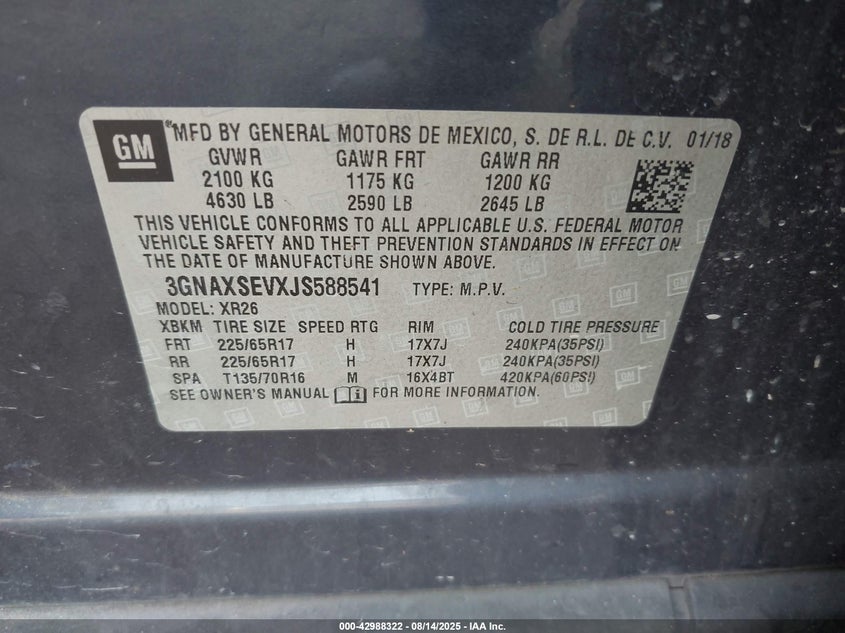 GM
MFD BY GENERAL MOTORS DE MEXICO, S. DE R.L. DE C.V. 01/18
GVWR GAWR FRT GAWR RR
2100 KG 1175 KG 1200 KG
4630 LB 2590 LB 2645 LB
THIS VEHICLE CONFORMS TO ALL APPLICABLE U.S. FEDERAL MOTOR
VEHICLE SAFETY AND THEFT PREVENTION STANDARDS IN EFFECT ON
THE DATE OF MANUFACTURE SHOWN ABOVE.
3GNAXSEVXJS588541 TYPE: M.P.V.
MODEL: XR26
XBKM TIRE SIZE SPEED RTG RIM COLD TIRE PRESSURE
FRT 225/65R17 H 17X7J 240KPA(35PSI)
RR 225/65R17 H 17X7J 240KPA(35PSI)
SPA T135/70R16 M 16X4BT 420KPA(60PSI)
SEE OWNER'S MANUAL FOR MORE INFORMATION.
000-42988322 - 08/14/2025 - IAA Inc.